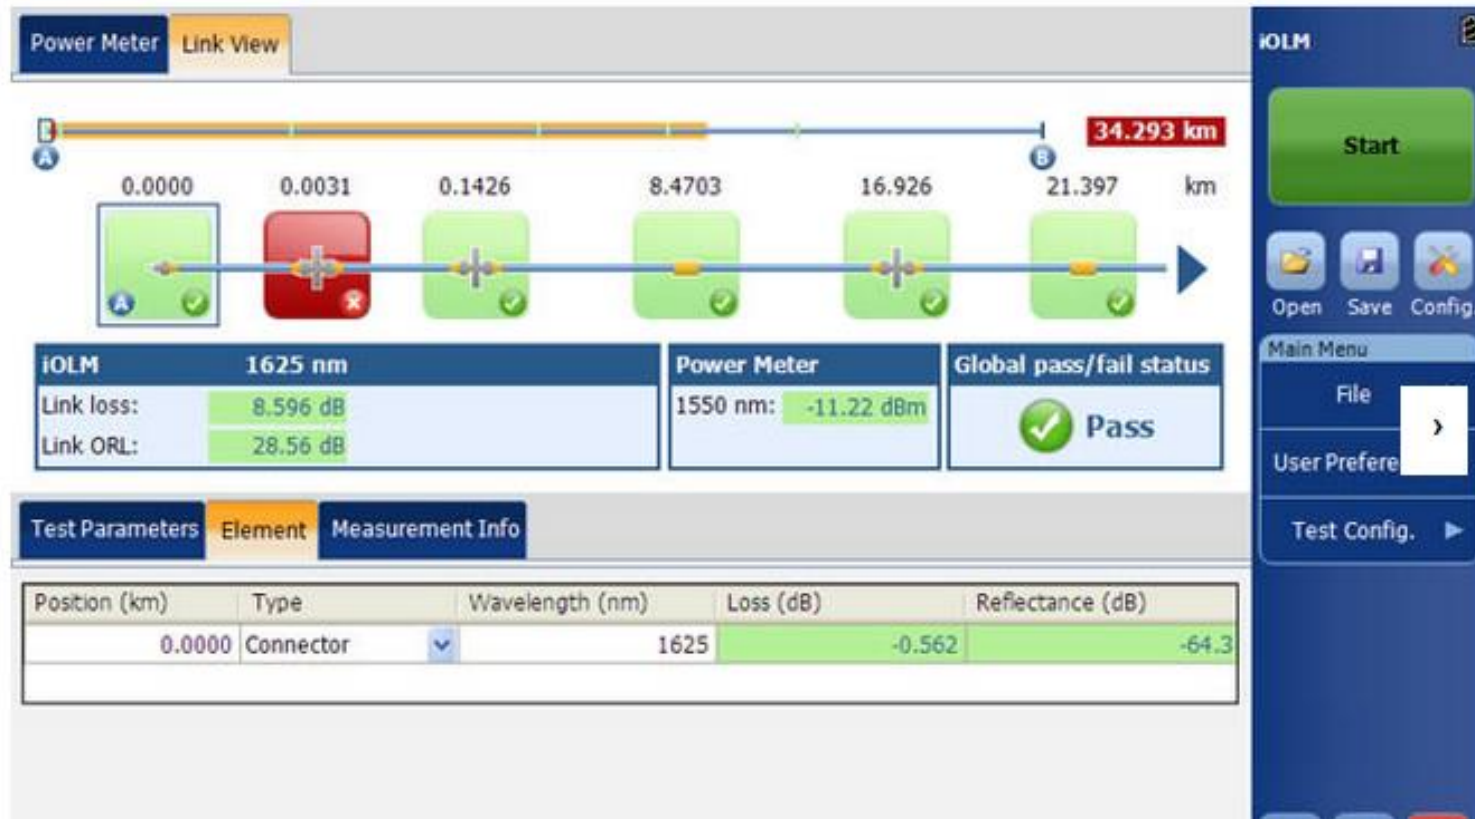 Power Meter Link View
iOLM
34.293 km
A
B
Start
0.0000 0.0031 0.1426 8.4703 16.926 21.397 km
A
Open Save Config.
iOLM 1625 nm
Link loss: 8.596 dB
Link ORL: 28.56 dB
Power Meter
1550 nm: -11.22 dBm
Global pass/fail status
Pass
Main Menu
File
User Prefere
Test Config.
Test Parameters Element Measurement Info
Position (km) Type Wavelength (nm) Loss (dB) Reflectance (dB)
0.0000 Connector 1625 -0.562 -64.3